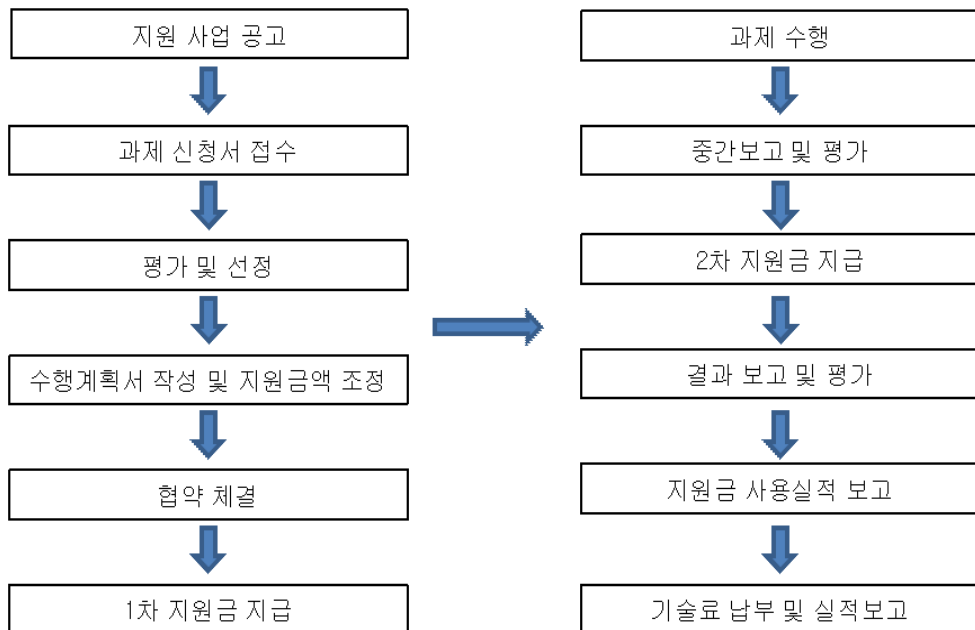 지원 사업 공고
과제 신청서 접수
평가 및 선정
수행계획서 작성 및 지원금액 조정
협약 체결
1차 지원금 지급
과제 수행
중간보고 및 평가
2차 지원금 지급
결과 보고 및 평가
지원금 사용실적 보고
기술료 납부 및 실적보고